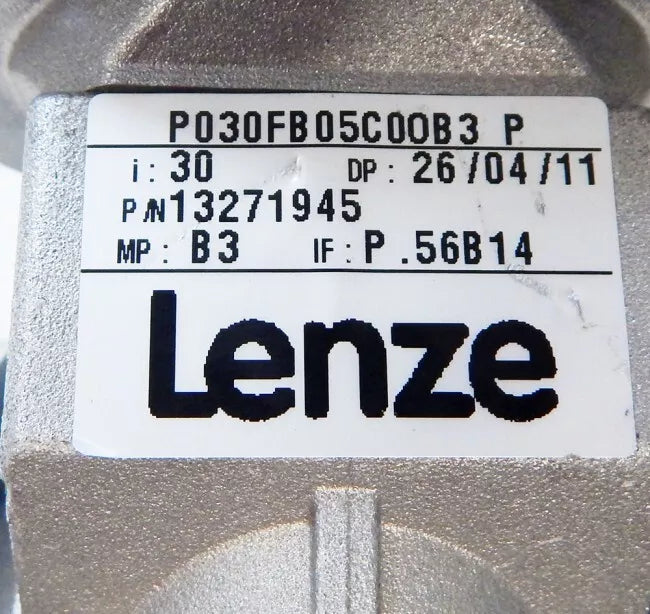 P030FB05C00B3 P
i: 30 DP: 26/04/11
P/N13271945
MP: B3 IF: P.56B14
Lenze